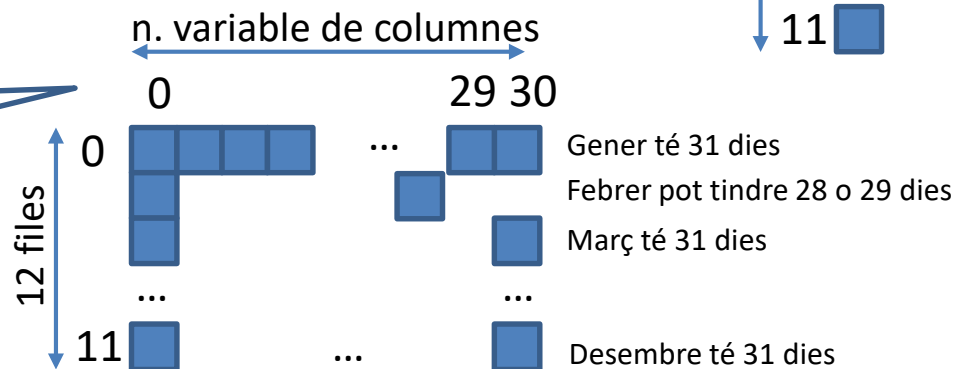 n. variable de columnes
11
0
29 30
0
...
Gener té 31 dies
Febrer pot tindre 28 o 29 dies
Març té 31 dies
12 files
...
...
11
...
Desembre té 31 dies